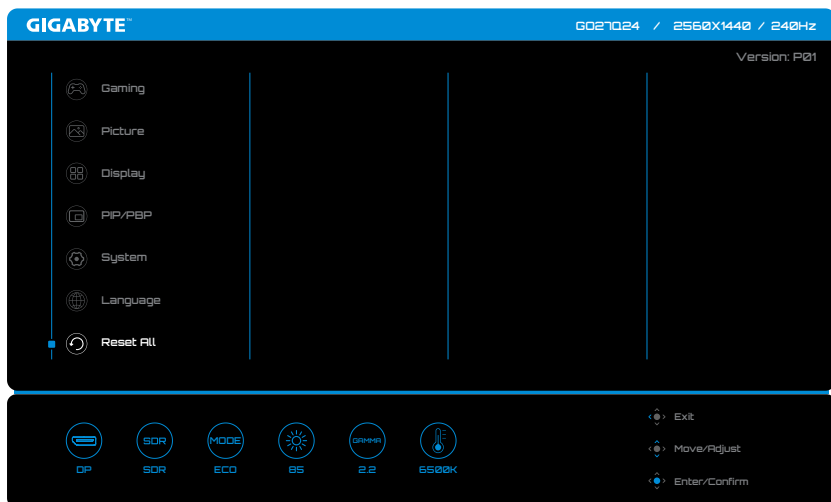 GIGABYTE™ GO27Q24 / 2560X1440 / 240Hz
Version: P01
Gaming
Picture
Display
PIP/PBP
System
Language
Reset All
Exit
SDR MODE GAMMA
Move/Adjust
DP SDR ECO 85 2.2 6500K
Enter/Confirm